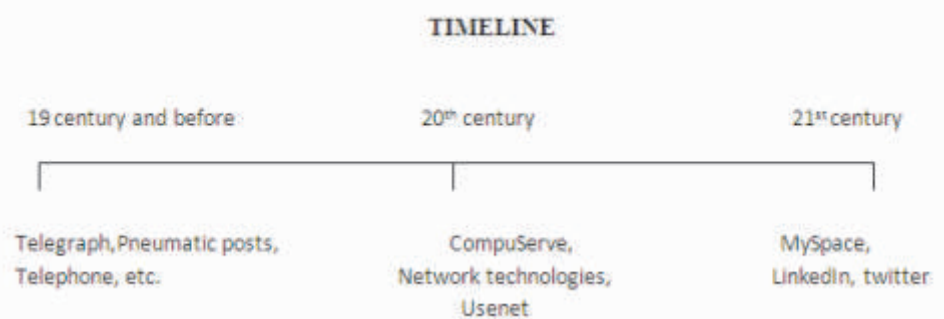 TIMELINE
19 century and before
20th century
21st century
Telegraph,Pneumatic posts,
Telephone, etc.
CompuServe,
Network technologies,
Usenet
MySpace,
LinkedIn, twitter